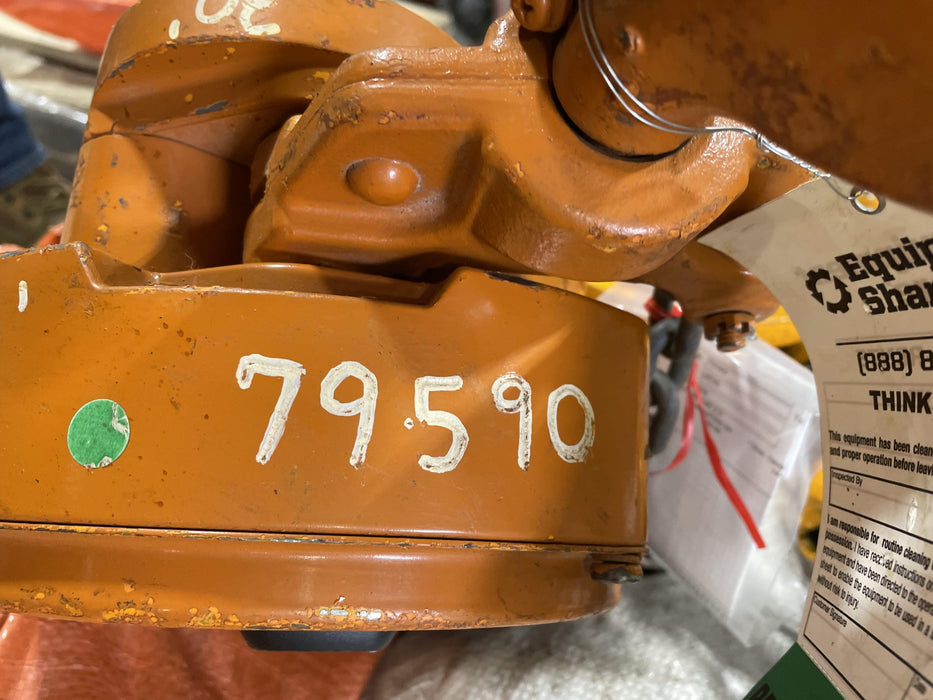 79590
Equip
Shar
(888) 8
THINK
This equipment has been clean
and proper operation before leavi
Inspected By
I am responsible for routine cleaning
possession. I have received instructions
equipment and have been directed to the oper
sheet to enable the equipment to be used in a
without risk to injury.
Customer Signature